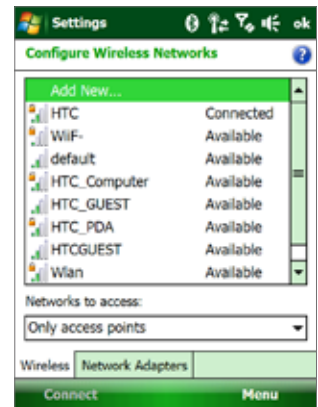 Settings ok
Configure Wireless Networks
Add New...
HTC Connected
WiiF- Available
default Available
HTC_Computer Available
HTC_GUEST Available
HTC_PDA Available
HTCGUEST Available
Wlan Available
Networks to access:
Only access points
Wireless Network Adapters
Connect Menu